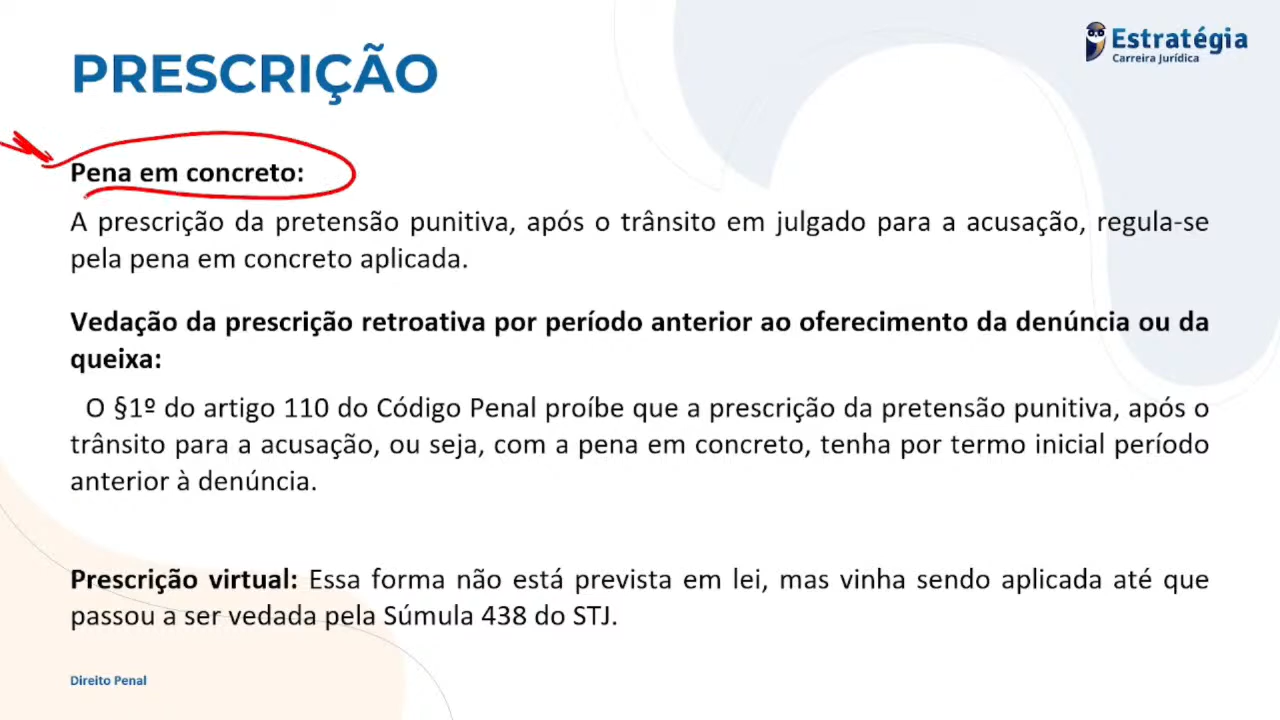 PRESCRIÇÃO
Estratégia
Carreira Jurídica
Pena em concreto:
A prescrição da pretensão punitiva, após o trânsito em julgado para a acusação, regula-se
pela pena em concreto aplicada.
Vedação da prescrição retroativa por período anterior ao oferecimento da denúncia ou da
queixa:
O §1º do artigo 110 do Código Penal proíbe que a prescrição da pretensão punitiva, após o
trânsito para a acusação, ou seja, com a pena em concreto, tenha por termo inicial período
anterior à denúncia.
Prescrição virtual: Essa forma não está prevista em lei, mas vinha sendo aplicada até que
passou a ser vedada pela Súmula 438 do STJ.
Direito Penal